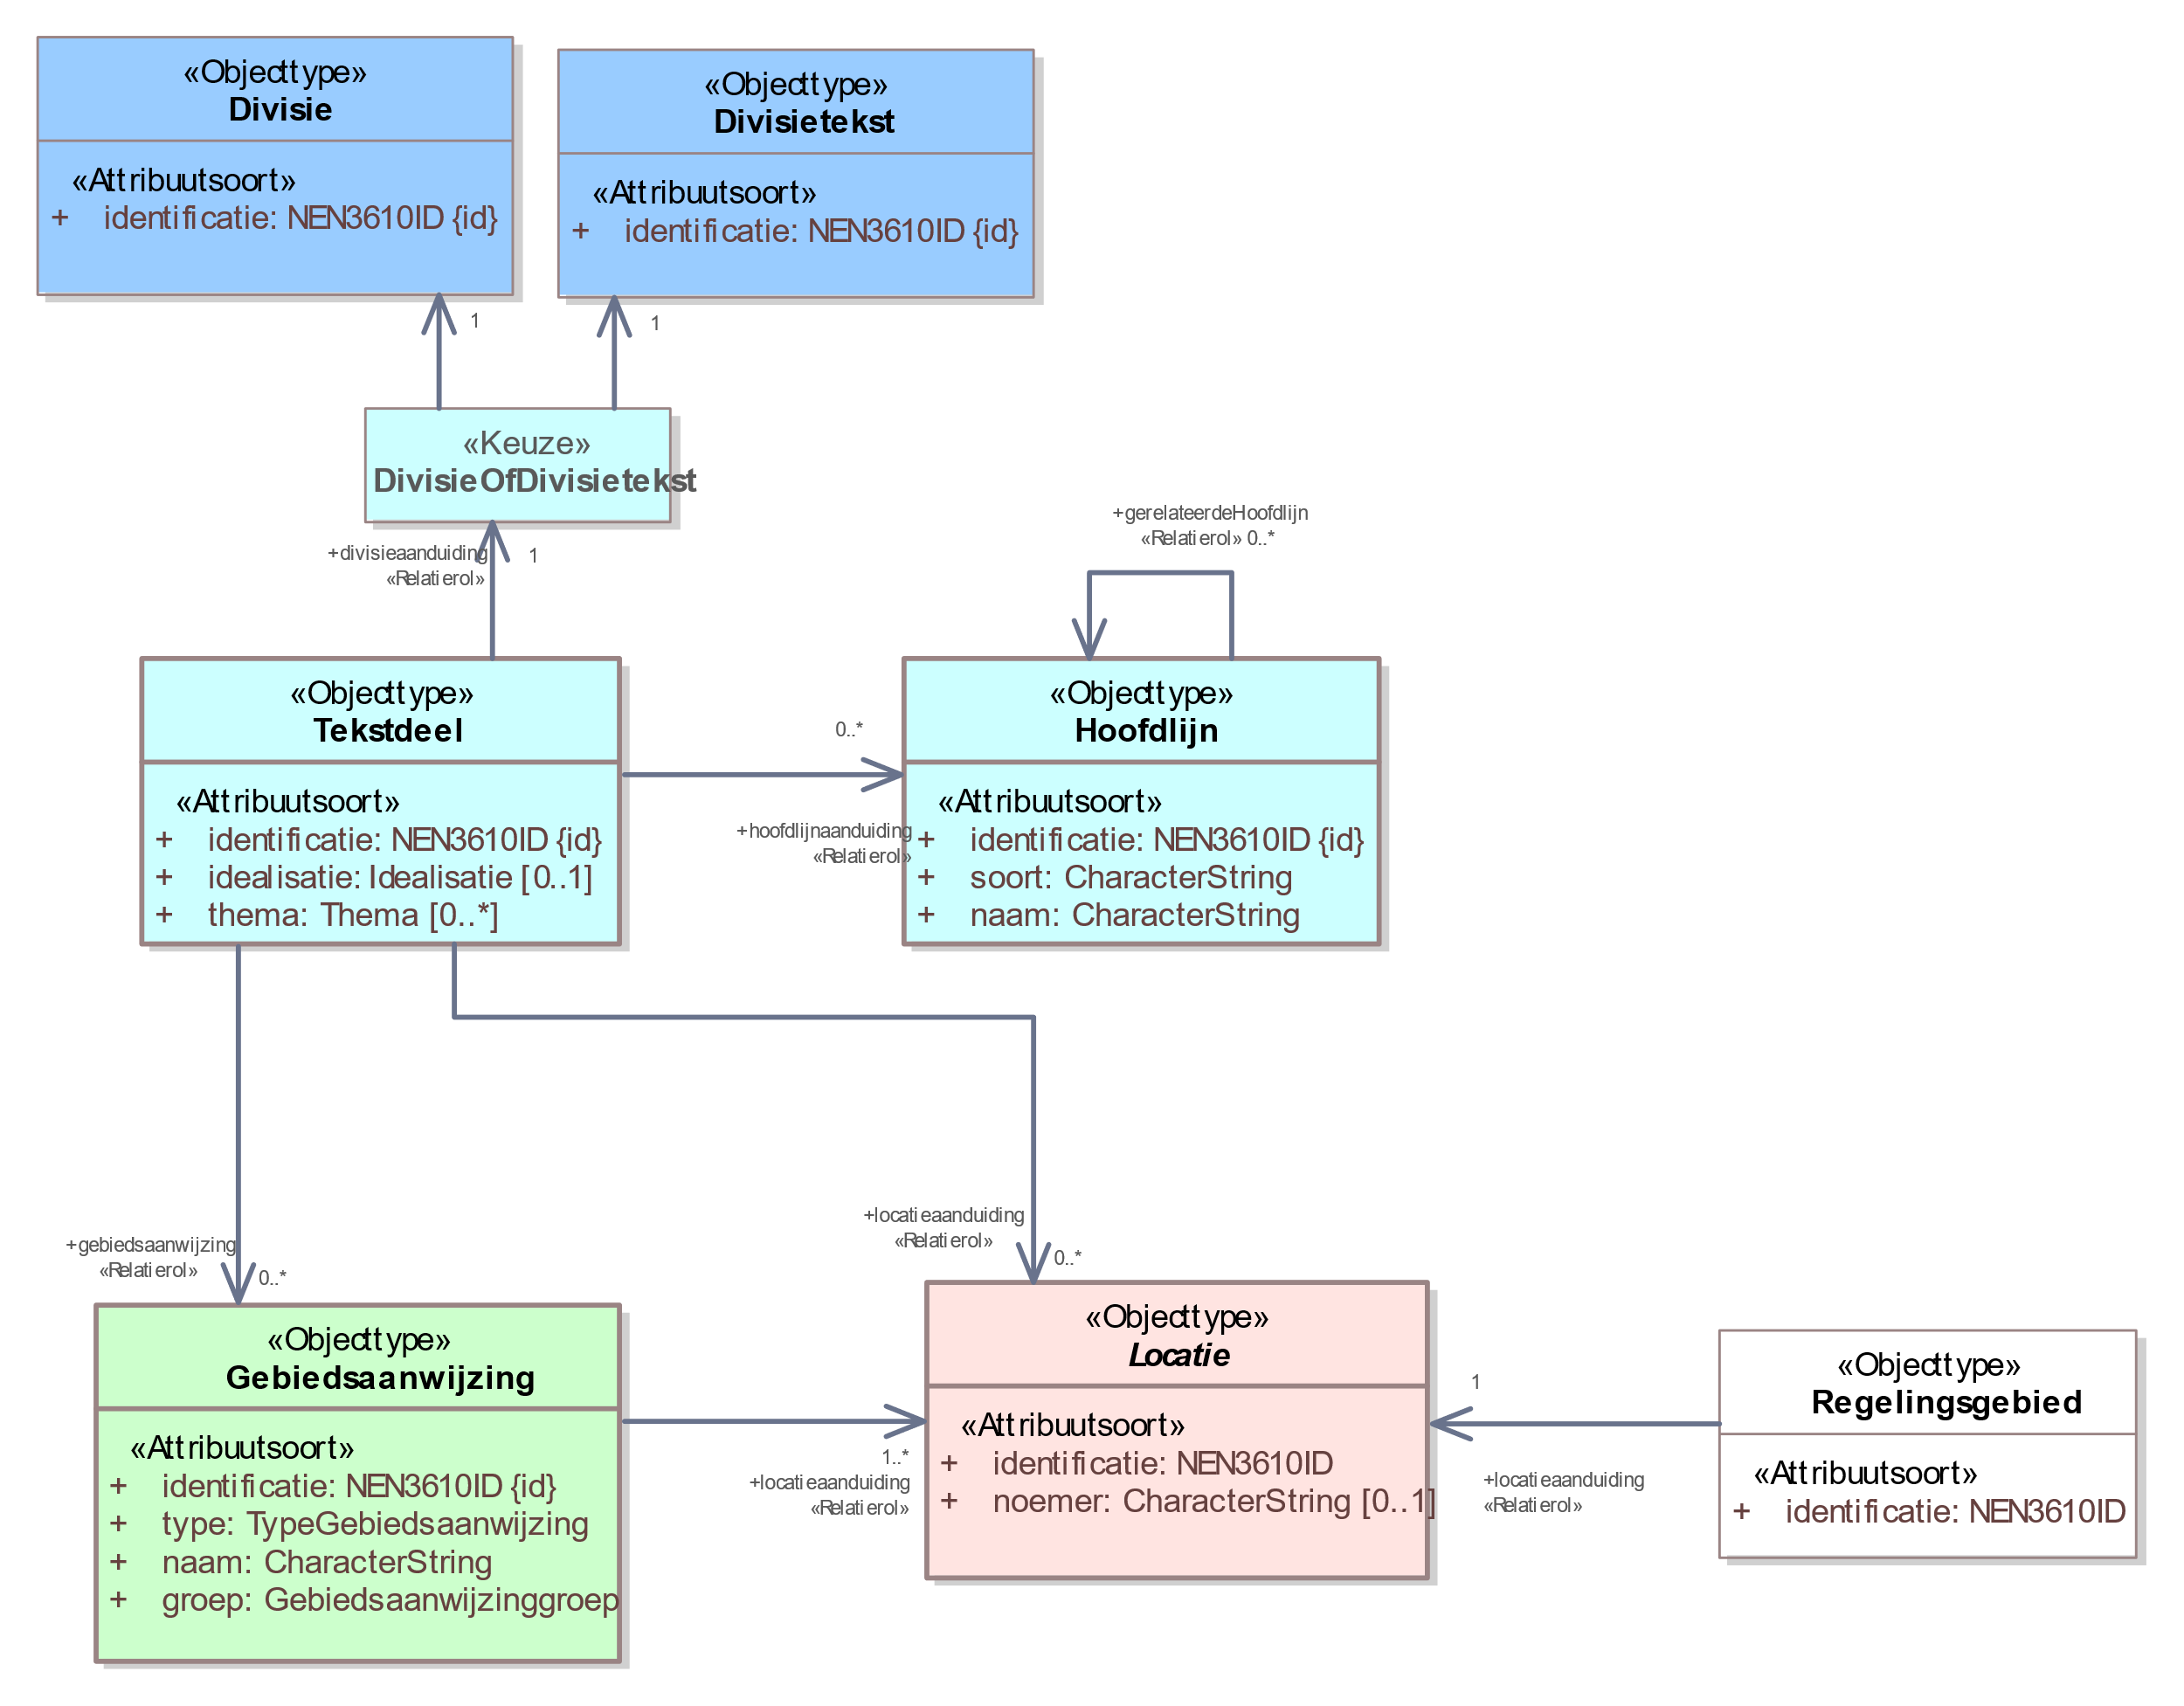 «Objecttype»
Divisie
«Attribuutsoort»
+ identificatie: NEN3610ID {id}
«Objecttype»
Divisietekst
«Attribuutsoort»
+ identificatie: NEN3610ID {id}
1
1
«Keuze»
DivisieOfDivisietekst
+divisieaanduiding
«Relatierol»
1
+gerelateerdeHoofdlijn
«Relatierol» 0..*
«Objecttype»
Tekstdeel
«Attribuutsoort»
+ identificatie: NEN3610ID {id}
+ idealisatie: Idealisatie [0..1]
+ thema: Thema [0..*]
0..*
+hoofdlijnaanduiding
«Relatierol»
«Objecttype»
Hoofdlijn
«Attribuutsoort»
+ identificatie: NEN3610ID {id}
+ soort: CharacterString
+ naam: CharacterString
+gebiedsaanwijzing
«Relatierol»
0..*
+locatieaanduiding
«Relatierol»
0..*
«Objecttype»
Gebiedsaanwijzing
«Attribuutsoort»
+ identificatie: NEN3610ID {id}
+ type: TypeGebiedsaanwijzing
+ naam: CharacterString
+ groep: Gebiedsaanwijzinggroep
1..*
+locatieaanduiding
«Relatierol»
«Objecttype»
Locatie
«Attribuutsoort»
+ identificatie: NEN3610ID
+ noemer: CharacterString [0..1]
1
+locatieaanduiding
«Relatierol»
«Objecttype»
Regelingsgebied
«Attribuutsoort»
+ identificatie: NEN3610ID